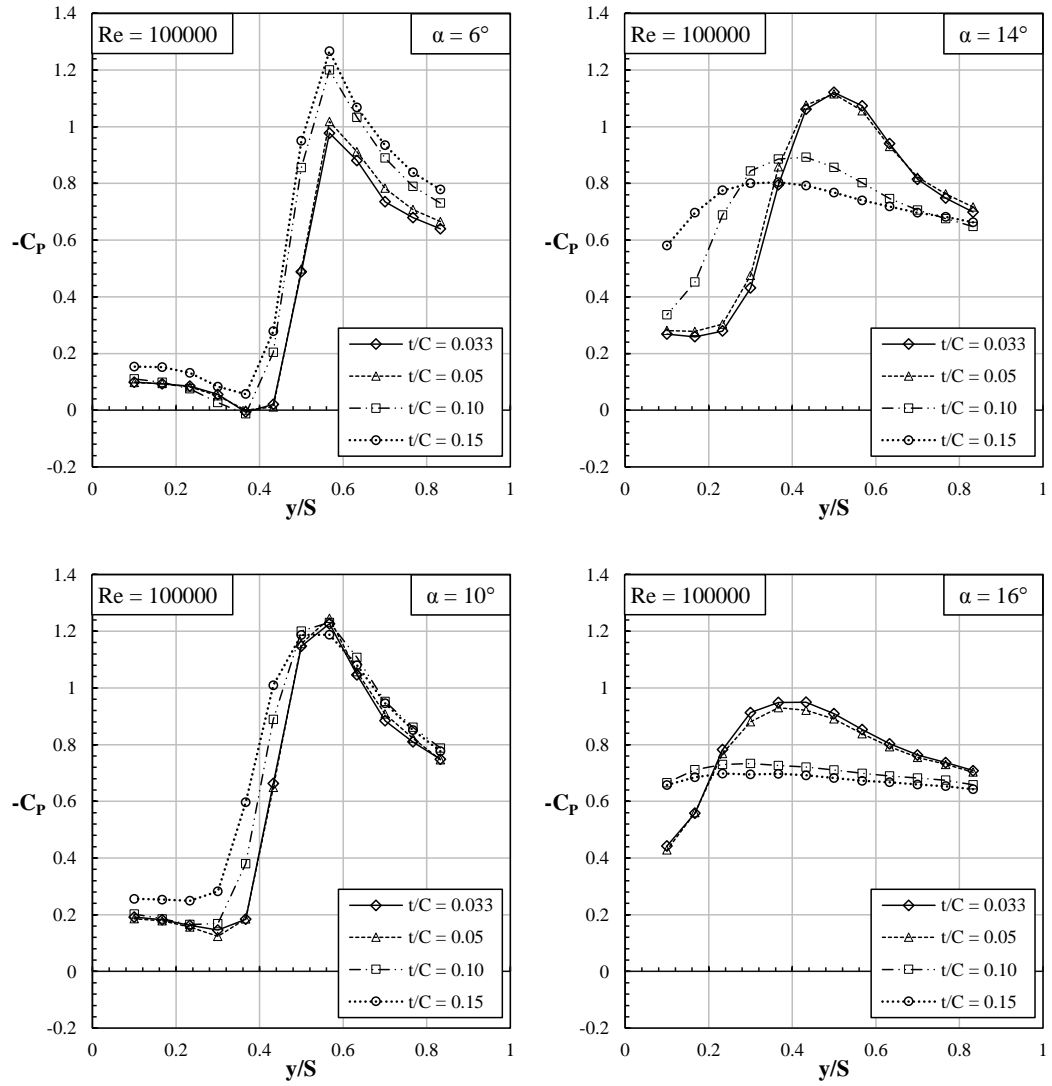 Re = 100000
α = 6°
1.4
1.2
1
0.8
0.6
0.4
0.2
0
-0.2
-CP
t/C = 0.033
t/C = 0.05
t/C = 0.10
t/C = 0.15
0 0.2 0.4 0.6 0.8 1
y/S
Re = 100000
α = 14°
1.4
1.2
1
0.8
0.6
0.4
0.2
0
-0.2
-CP
t/C = 0.033
t/C = 0.05
t/C = 0.10
t/C = 0.15
0 0.2 0.4 0.6 0.8 1
y/S
Re = 100000
α = 10°
1.4
1.2
1
0.8
0.6
0.4
0.2
0
-0.2
-CP
t/C = 0.033
t/C = 0.05
t/C = 0.10
t/C = 0.15
0 0.2 0.4 0.6 0.8 1
y/S
Re = 100000
α = 16°
1.4
1.2
1
0.8
0.6
0.4
0.2
0
-0.2
-CP
t/C = 0.033
t/C = 0.05
t/C = 0.10
t/C = 0.15
0 0.2 0.4 0.6 0.8 1
y/S